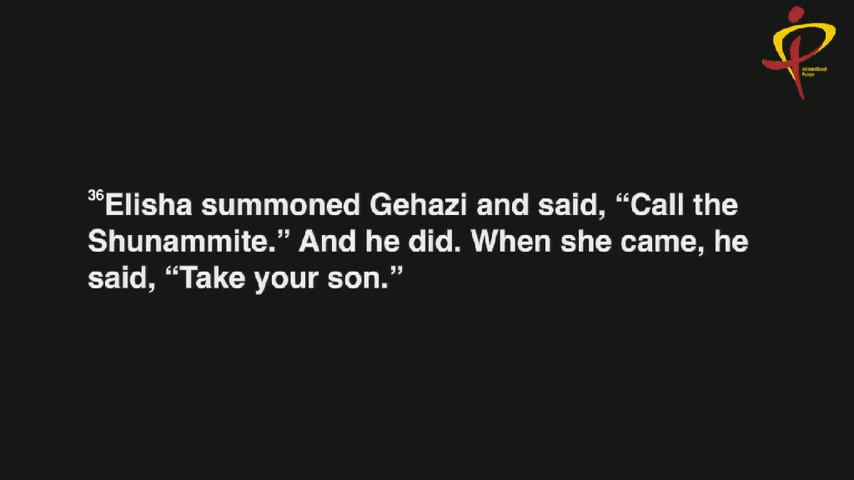 International
36Elisha summoned Gehazi and said, “Call the
Shunammite.” And he did. When she came, he
said, “Take your son.”